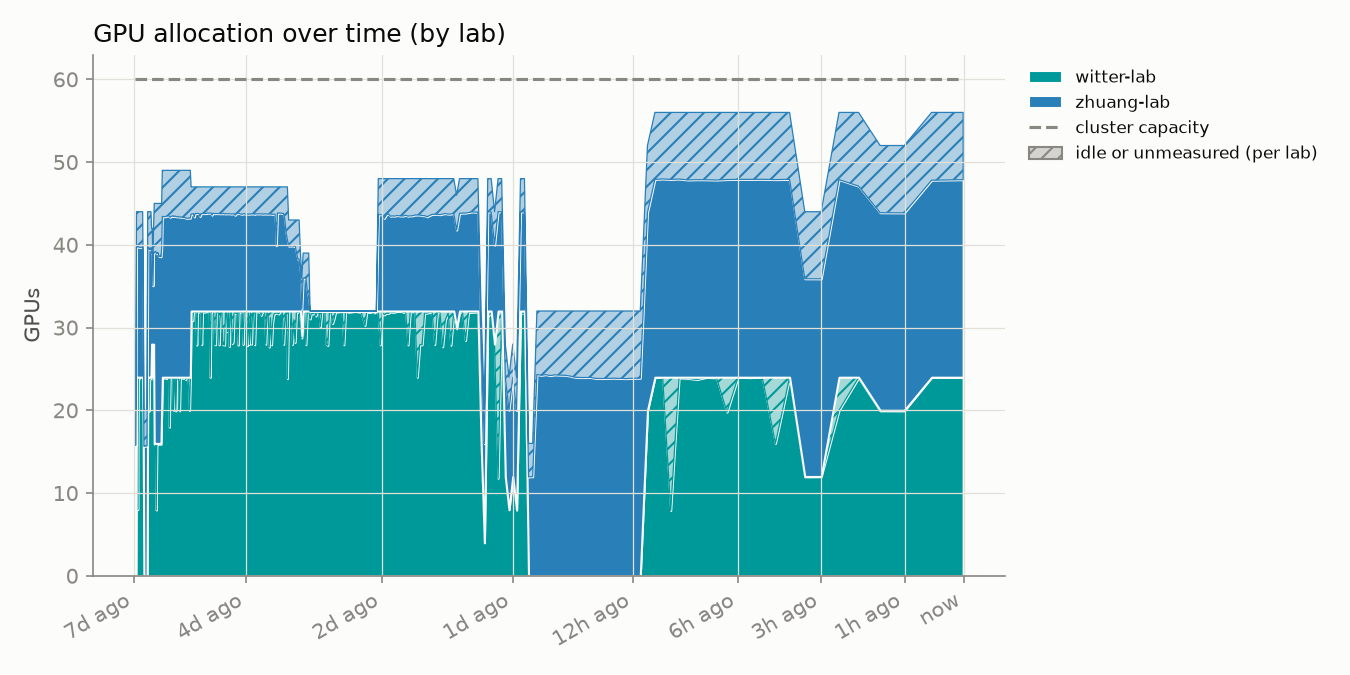 GPU allocation over time (by lab)
GPUs
60
50
40
30
20
10
0
7d ago
4d ago
2d ago
1d ago
12h ago
6h ago
3h ago
1h ago
now
witter-lab
zhuang-lab
cluster capacity
idle or unmeasured (per lab)